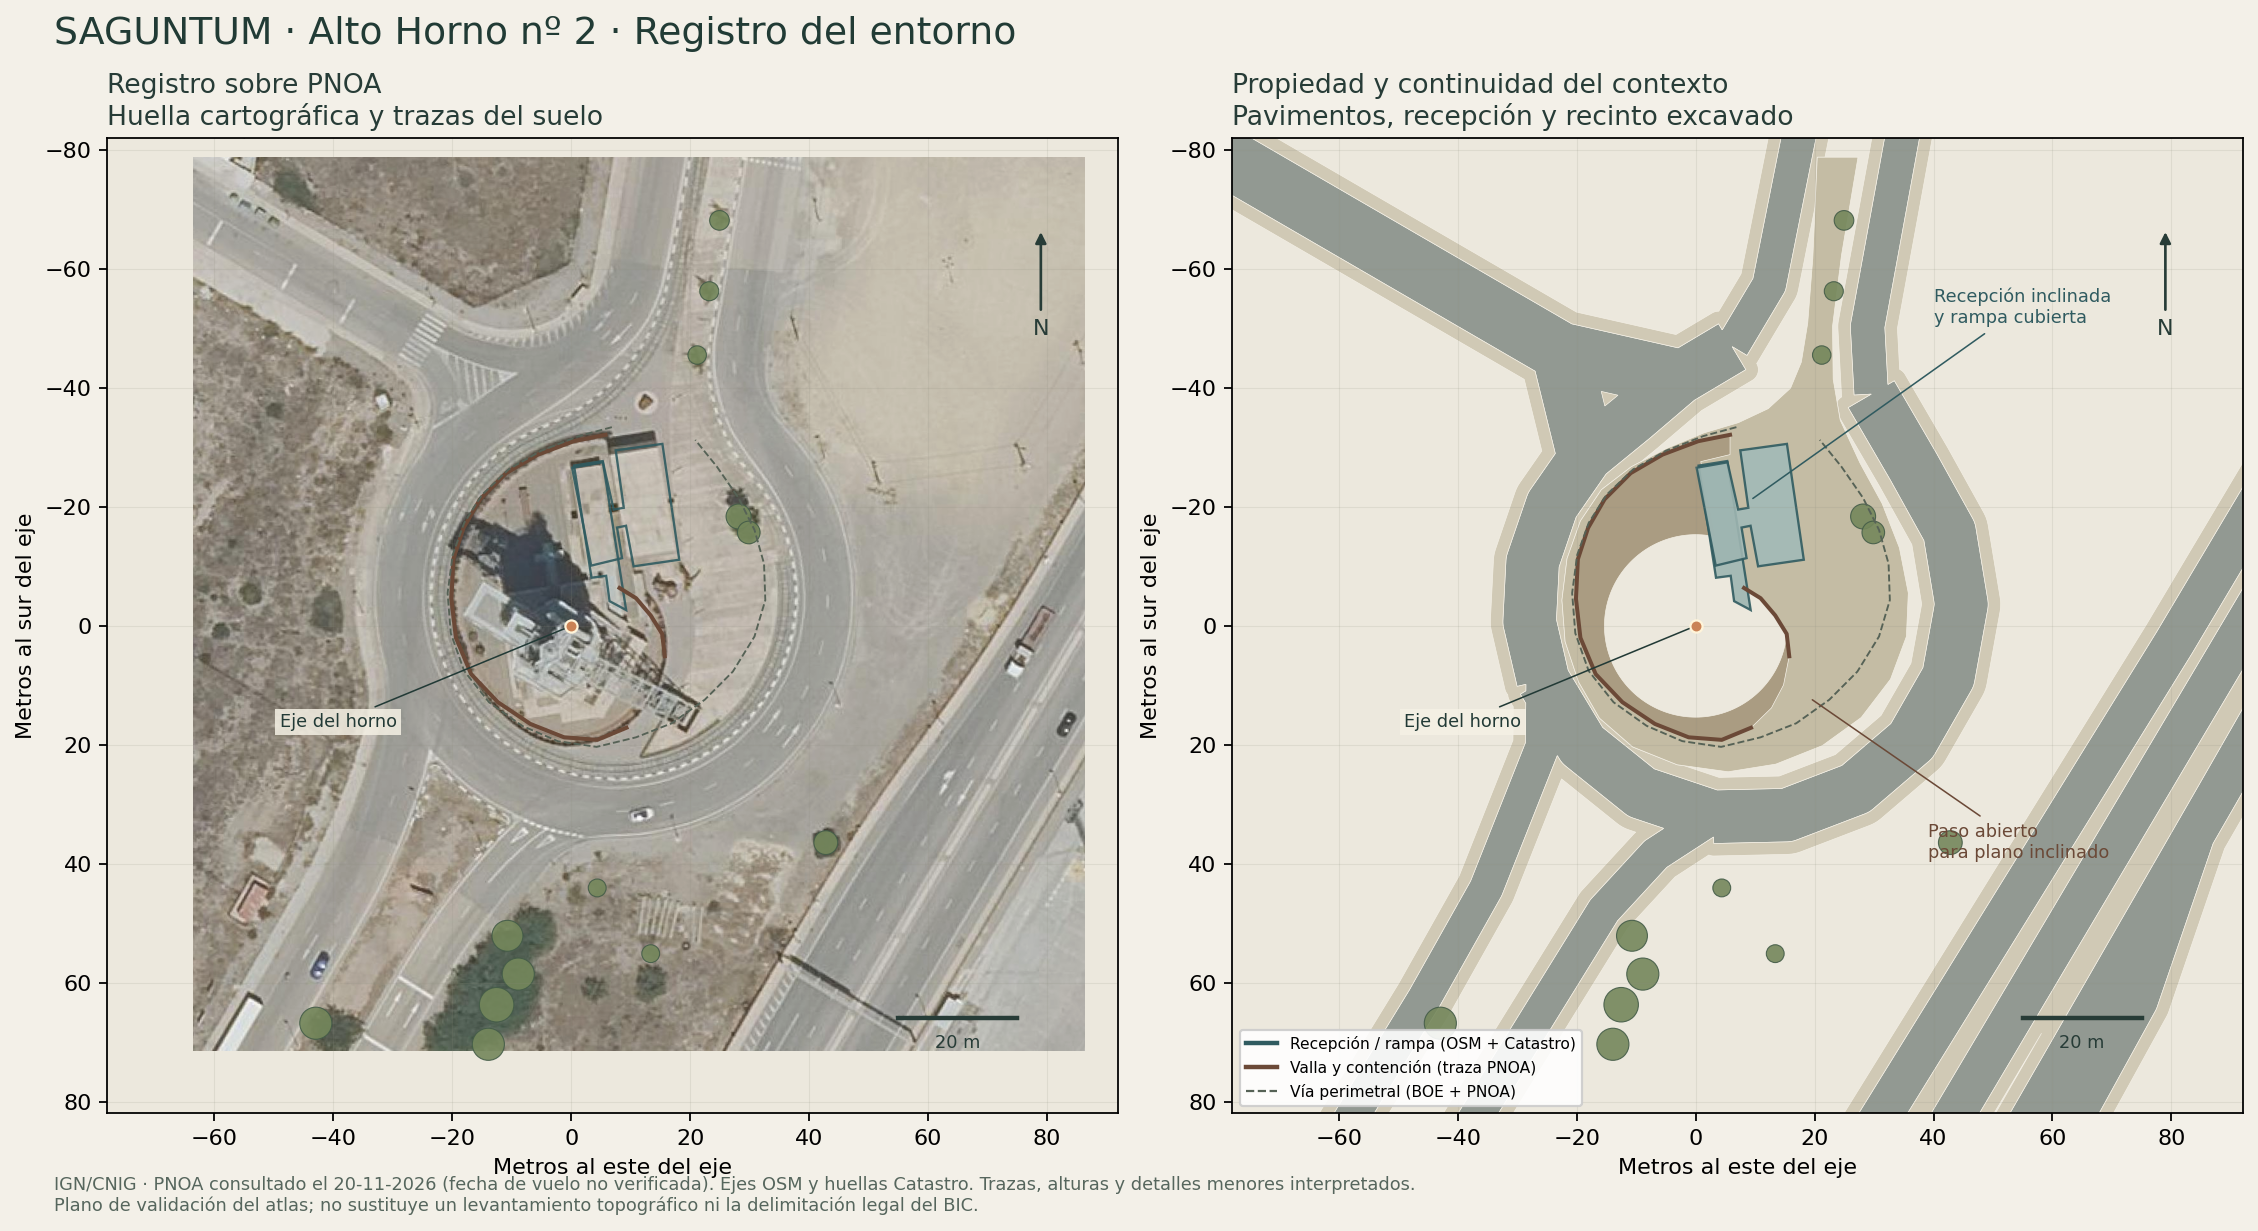 SAGUNTUM · Alto Horno nº 2 · Registro del entorno
Registro sobre PNOA
Huella cartográfica y trazas del suelo
−80
−60
−40
−20
0
20
40
60
80
Metros al sur del eje
N
Eje del horno
20 m
−60
−40
−20
0
20
40
60
80
Metros al este del eje
Propiedad y continuidad del contexto
Pavimentos, recepción y recinto excavado
−80
−60
−40
−20
0
20
40
60
80
Metros al sur del eje
N
Recepción inclinada
y rampa cubierta
Eje del horno
Paso abierto
para plano inclinado
20 m
Recepción / rampa (OSM + Catastro)
Valla y contención (traza PNOA)
Vía perimetral (BOE + PNOA)
−60
−40
−20
0
20
40
60
80
Metros al este del eje
IGN/CNIG · PNOA consultado el 20-11-2026 (fecha de vuelo no verificada). Ejes OSM y huellas Catastro. Trazas, alturas y detalles menores interpretados.
Plano de validación del atlas; no sustituye un levantamiento topográfico ni la delimitación legal del BIC.